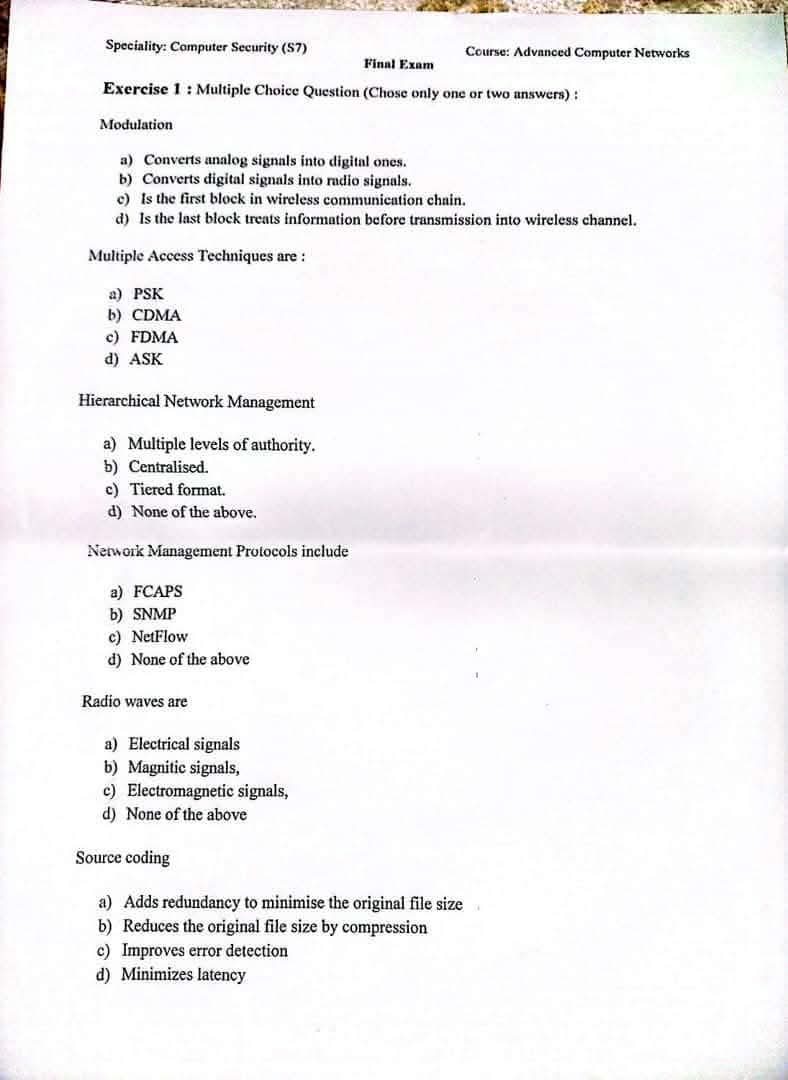 Speciality: Computer Security (S7)
Course: Advanced Computer Networks
Final Exam
Exercise 1 : Multiple Choice Question (Chose only one or two answers) :
Modulation
a) Converts analog signals into digital ones.
b) Converts digital signals into radio signals.
c) Is the first block in wireless communication chain.
d) Is the last block treats information before transmission into wireless channel.
Multiple Access Techniques are :
a) PSK
b) CDMA
c) FDMA
d) ASK
Hierarchical Network Management
a) Multiple levels of authority.
b) Centralised.
c) Tiered format.
d) None of the above.
Network Management Protocols include
a) FCAPS
b) SNMP
c) NetFlow
d) None of the above
Radio waves are
a) Electrical signals
b) Magnitic signals,
c) Electromagnetic signals,
d) None of the above
Source coding
a) Adds redundancy to minimise the original file size
b) Reduces the original file size by compression
c) Improves error detection
d) Minimizes latency